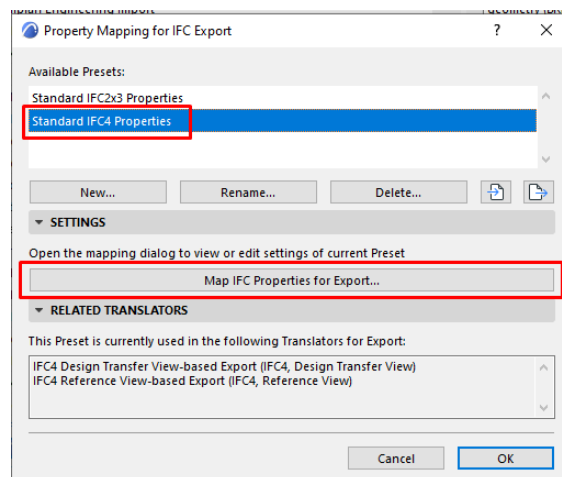 Property Mapping for IFC Export
?
Available Presets:
Standard IFC2x3 Properties
Standard IFC4 Properties
New...
Rename...
Delete...
SETTINGS
Open the mapping dialog to view or edit settings of current Preset
Map IFC Properties for Export...
RELATED TRANSLATORS
This Preset is currently used in the following Translators for Export:
IFC4 Design Transfer View-based Export (IFC4, Design Transfer View)
IFC4 Reference View-based Export (IFC4, Reference View)
Cancel
OK